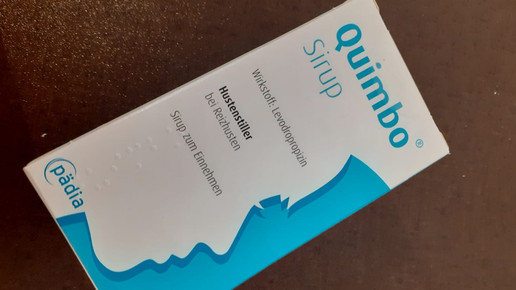 Quimbo®
Sirup
Wirkstoff: Levodropropizin
Hustenstiller
bei Reizhusten
Sirup zum Einnehmen
pädia